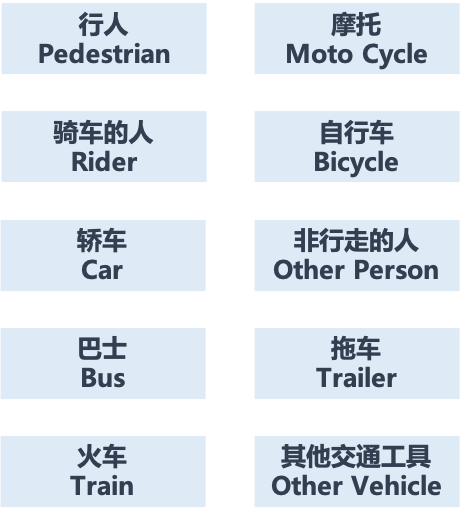 行人
Pedestrian
摩托
Moto Cycle
骑车的人
Rider
自行车
Bicycle
轿车
Car
非行走的人
Other Person
巴士
Bus
拖车
Trailer
火车
Train
其他交通工具
Other Vehicle